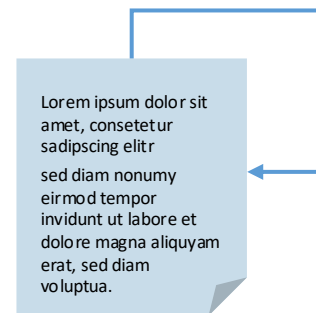 Lorem ipsum dolor sit
amet, consetetur
sadipscing elitr
sed diam nonumy
eirmod tempor
invidunt ut labore et
dolore magna aliquyam
erat, sed diam
voluptua.